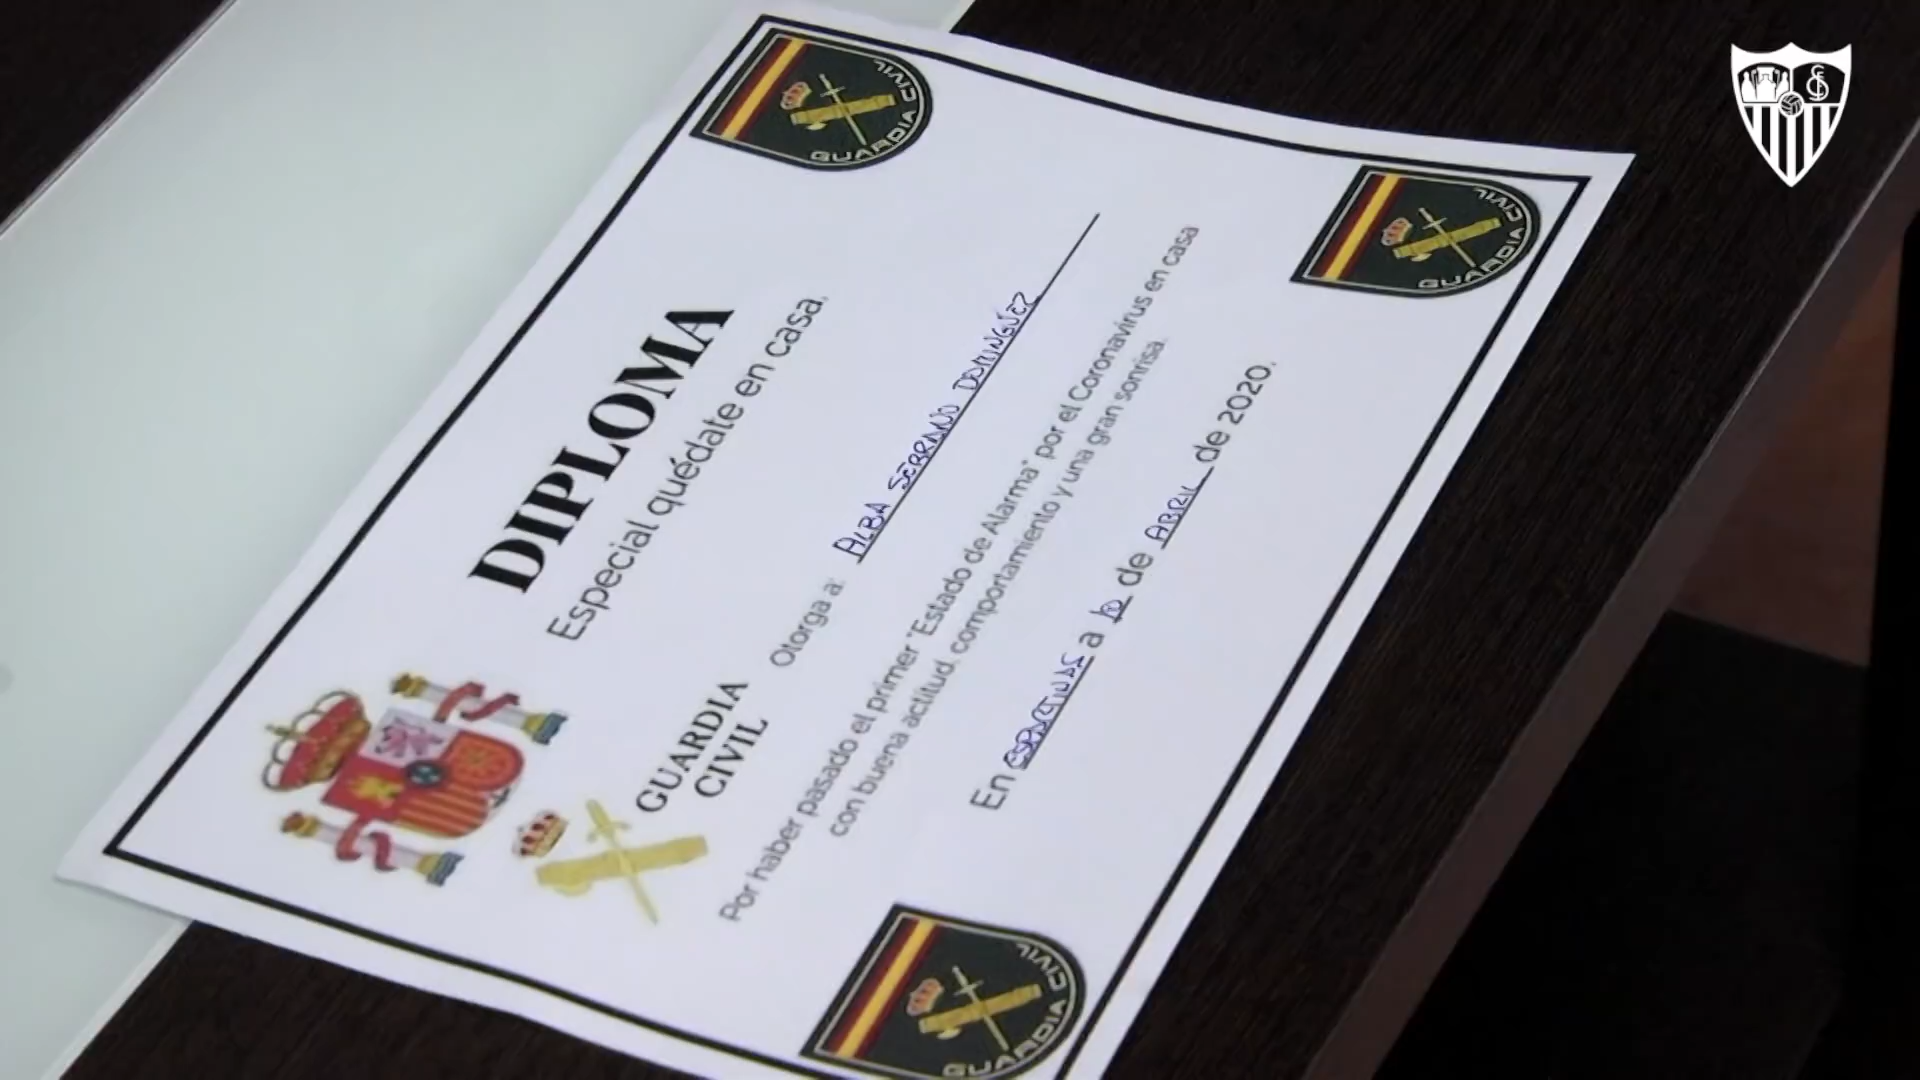 DIPLOMA
Especial quédate en casa.
GUARDIA
CIVIL
Otorga a: ALBA SERRANO DOMINGUEZ
Por haber pasado el primer "Estado de Alarma" por el Coronavirus en casa
con buena actitud, comportamiento y una gran sonrisa.
En ESPARTINAS a 10 de ABRIL de 2020.
GUARDIA CIVIL
GUARDIA CIVIL
GUARDIA CIVIL